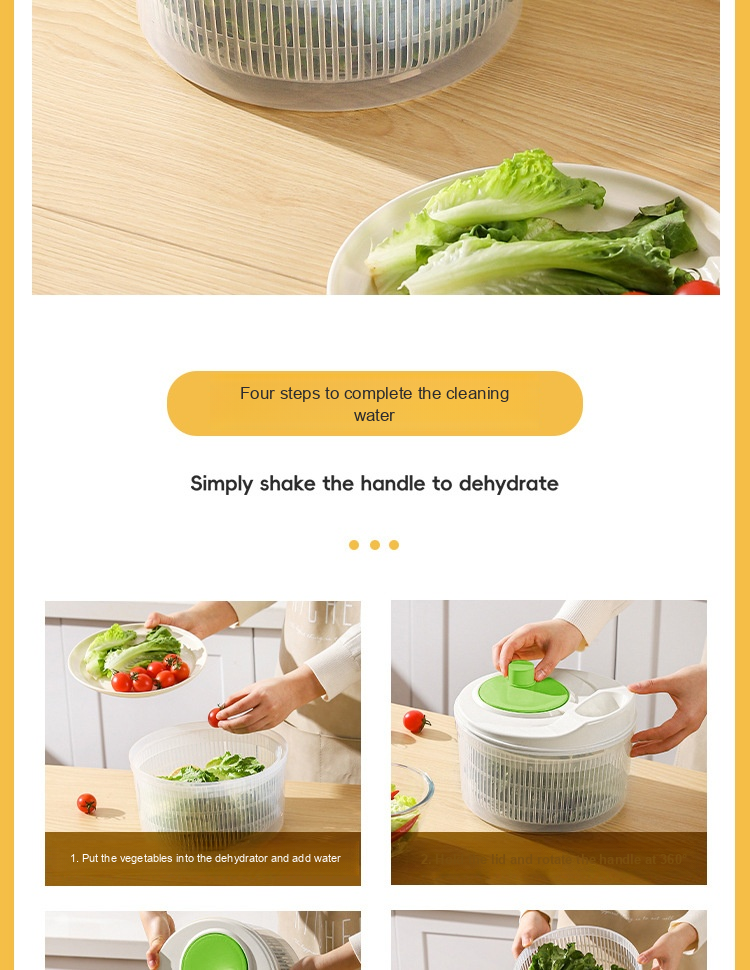 Four steps to complete the cleaning
water
Simply shake the handle to dehydrate
1. Put the vegetables into the dehydrator and add water
2. lid and rotate the handle at 360°